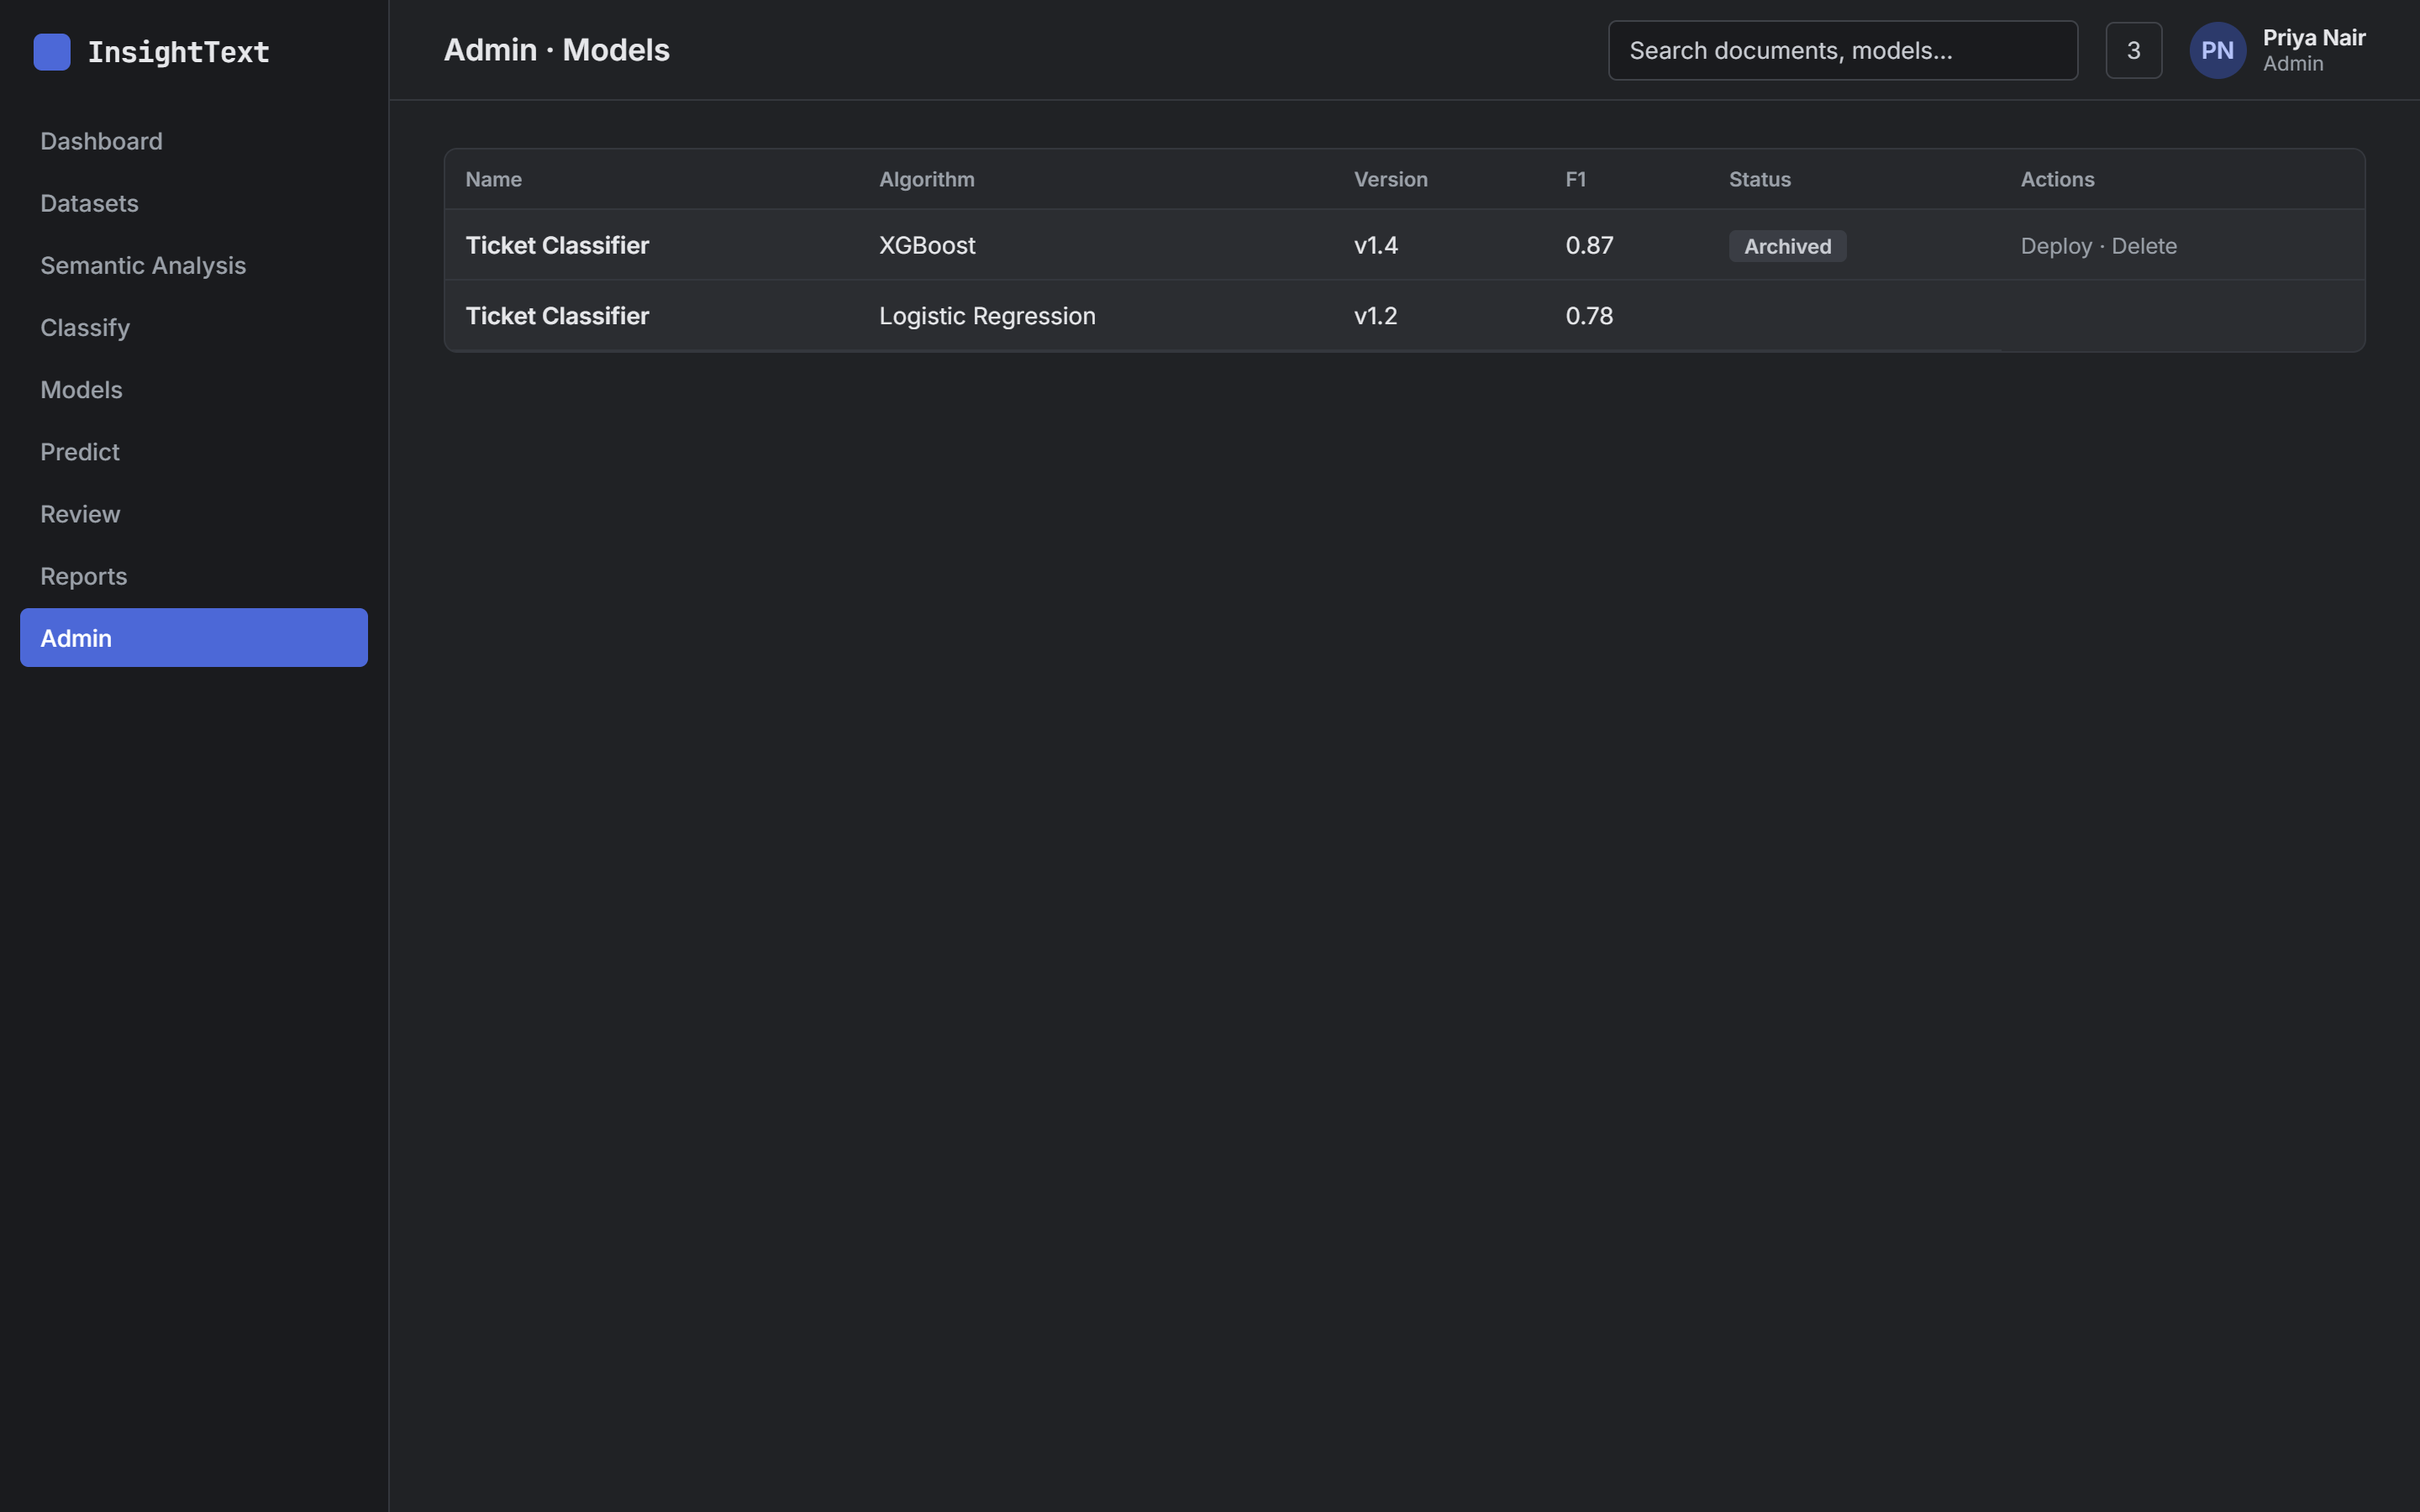 InsightText
Dashboard
Datasets
Semantic Analysis
Classify
Models
Predict
Review
Reports
Admin
Admin · Models
Search documents, models...
3
PN
Priya Nair
Admin
Name Algorithm Version F1 Status Actions
Ticket Classifier XGBoost v1.4 0.87 Archived Deploy · Delete
Ticket Classifier Logistic Regression v1.2 0.78